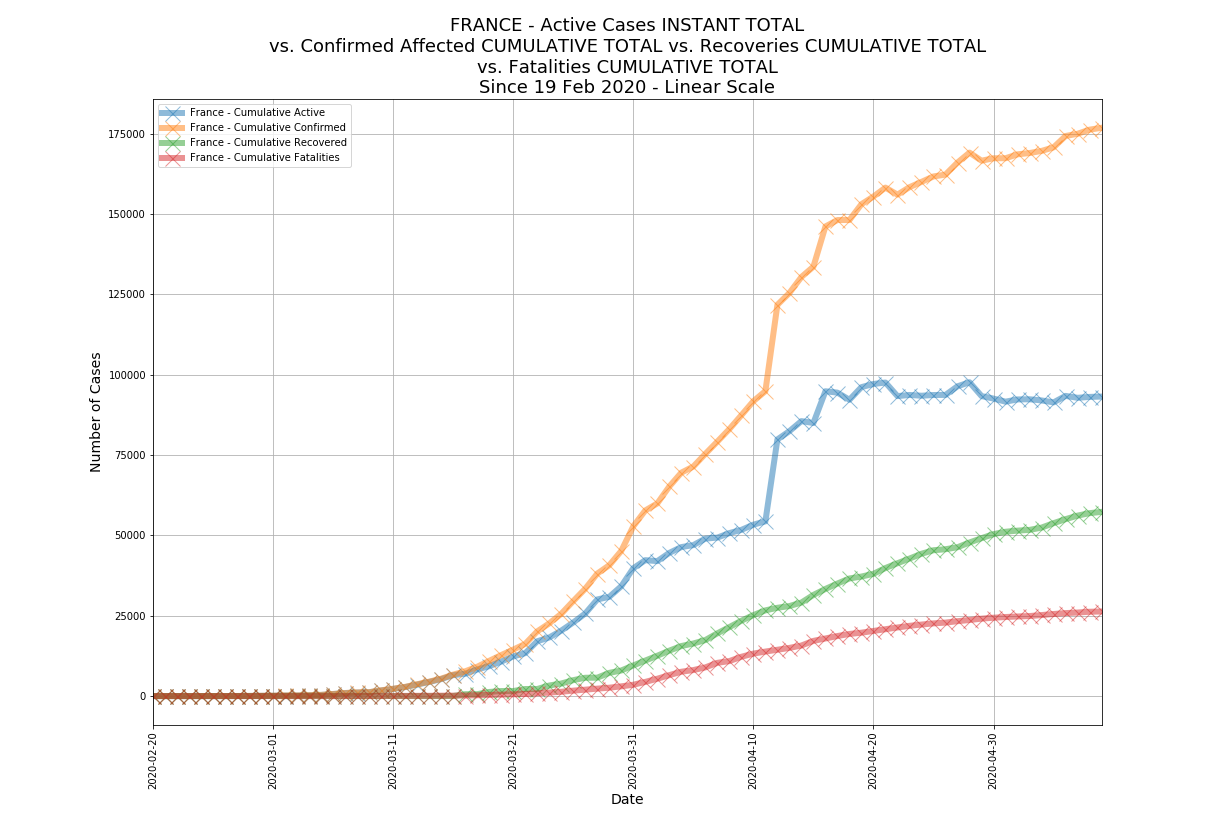 FRANCE - Active Cases INSTANT TOTAL
vs. Confirmed Affected CUMULATIVE TOTAL vs. Recoveries CUMULATIVE TOTAL
vs. Fatalities CUMULATIVE TOTAL
Since 19 Feb 2020 - Linear Scale
France - Cumulative Active
France - Cumulative Confirmed
France - Cumulative Recovered
France - Cumulative Fatalities
175000
150000
125000
100000
75000
50000
25000
0
Number of Cases
2020-02-20
2020-03-01
2020-03-11
2020-03-21
2020-03-31
2020-04-10
2020-04-20
2020-04-30
Date